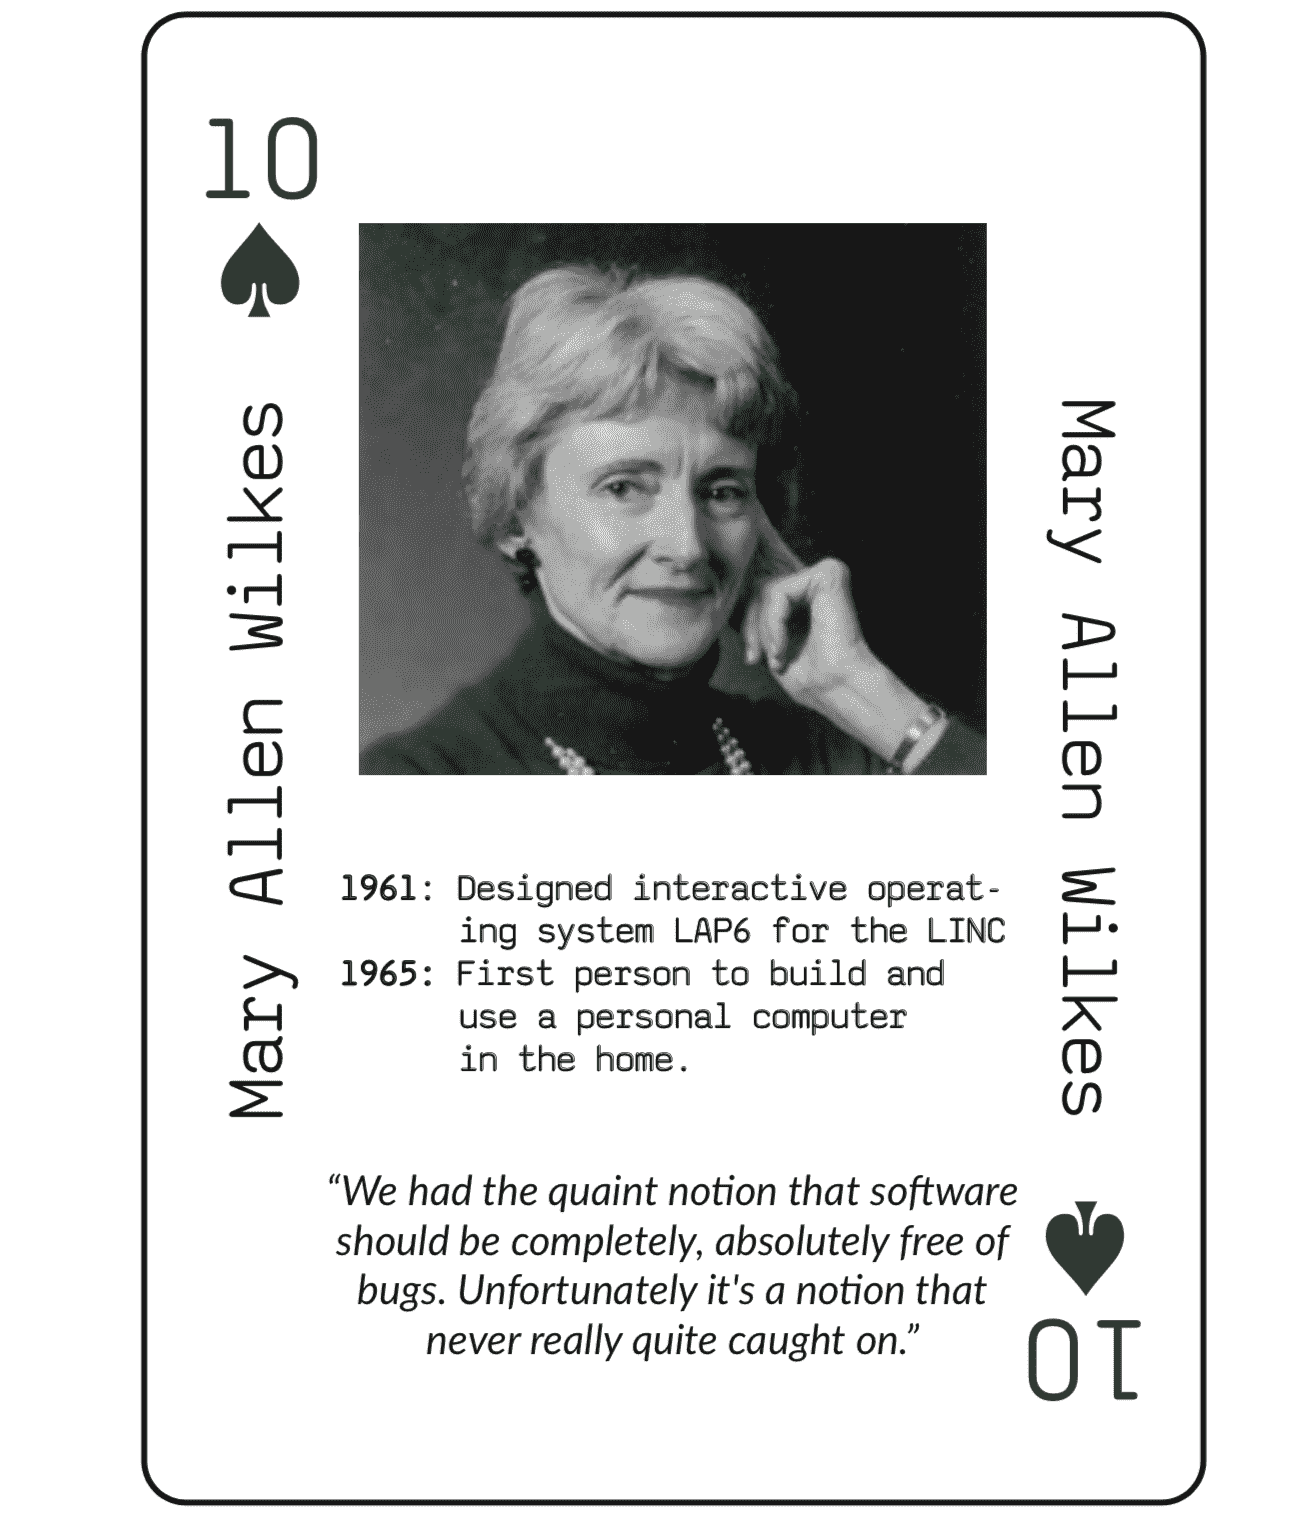 10
Mary Allen Wilkes
Mary Allen Wilkes
1961: Designed interactive operat-
ing system LAP6 for the LINC
1965: First person to build and
use a personal computer
in the home.
“We had the quaint notion that software
should be completely, absolutely free of
bugs. Unfortunately it's a notion that
never really quite caught on.”
10